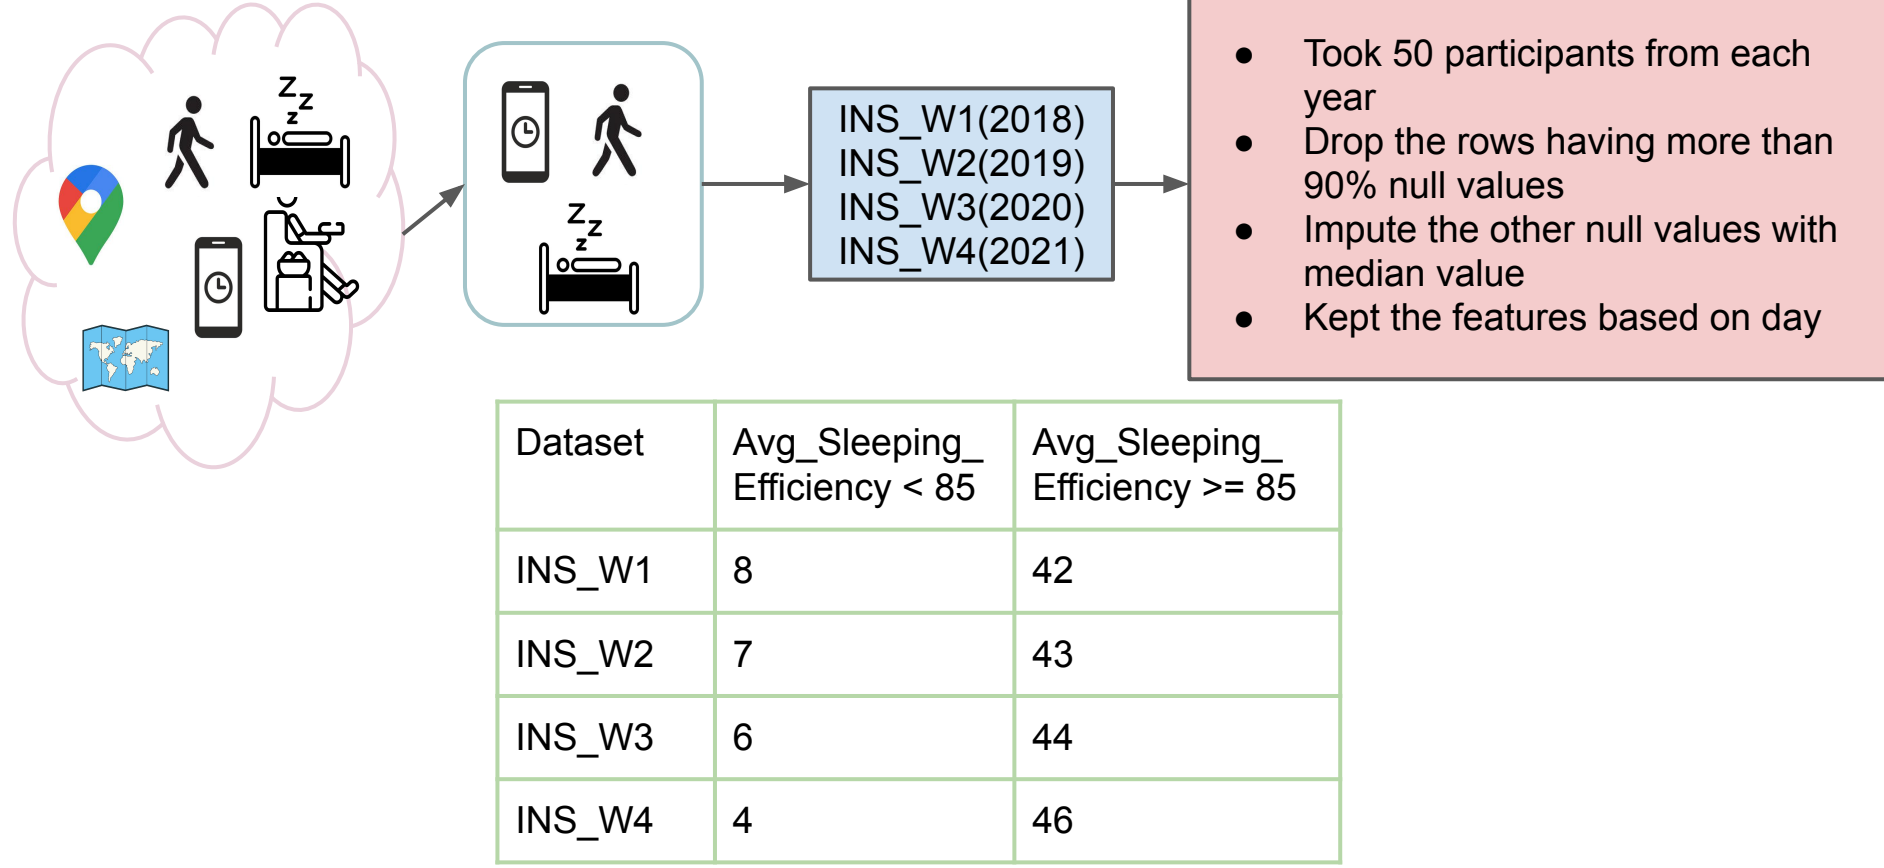 Z
Z
z
Z
Z
z
INS_W1(2018)
INS_W2(2019)
INS_W3(2020)
INS_W4(2021)
● Took 50 participants from each
year
● Drop the rows having more than
90% null values
● Impute the other null values with
median value
● Kept the features based on day
Dataset
Avg_Sleeping_
Efficiency < 85
Avg_Sleeping_
Efficiency >= 85
INS_W1 8 42
INS_W2 7 43
INS_W3 6 44
INS_W4 4 46